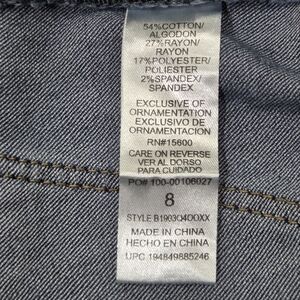 54%COTTON/
ALGODON
27%RAYON/
RAYON
17%POLYESTER/
POLIESTER
2%SPANDEX/
SPANDEX
EXCLUSIVE OF
ORNAMENTATION
EXCLUSIVO DE
ORNAMENTACION
RN#15600
CARE ON REVERSE
VER AL DORSO
PARA CUIDADO
PO# 100-00106027
8
STYLE B1903Q4OOXX
MADE IN CHINA
HECHO EN CHINA
UPC 194849885246